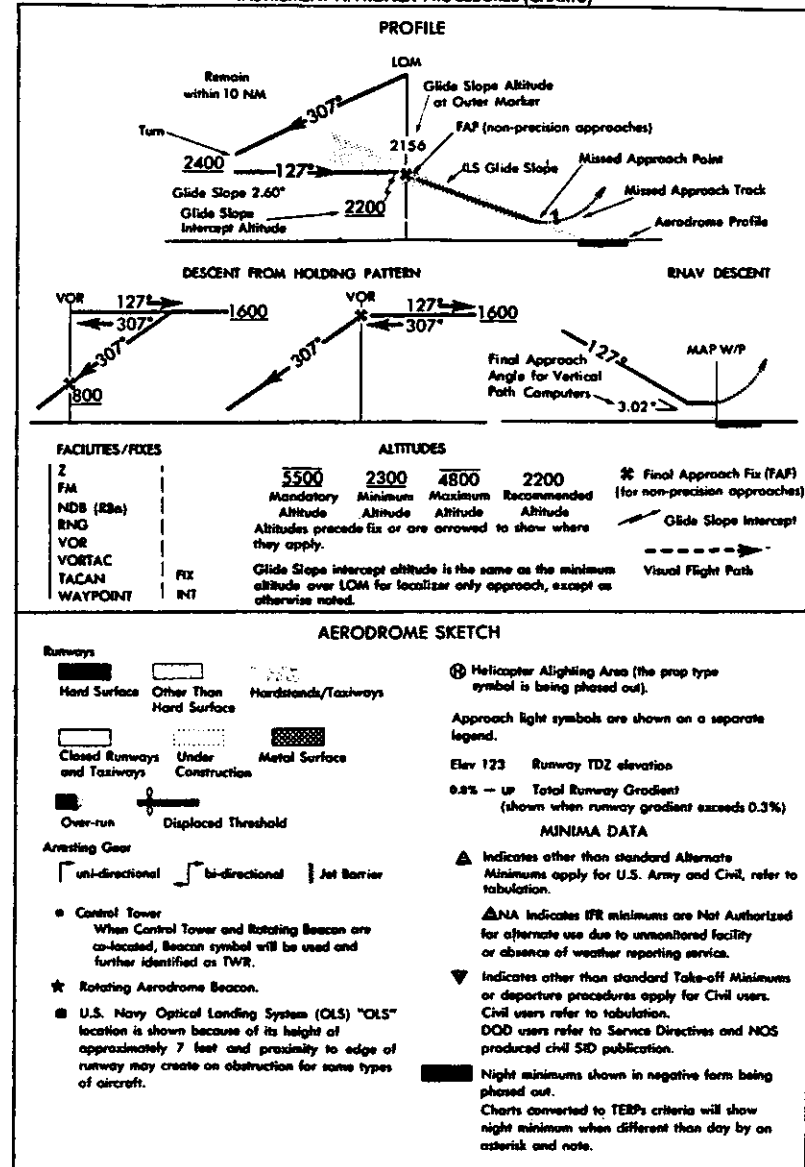 PROFILE
LOM
Remain
within 10 NM
Glide Slope Altitude
at Outer Marker
307°
Turn
FAP (non-precision approaches)
2156
2400
127°
ILS Glide Slope
Missed Approach Point
Glide Slope 2.60°
Missed Approach Track
Glide Slope
Intercept Altitude
2200
Aerodrome Profile
DESCENT FROM HOLDING PATTERN
RNAV DESCENT
VOR
127°
307°
1600
307°
800
VOR
127°
307°
1600
307°
127°
MAP W/P
Final Approach
Angle for Vertical
Path Computers
3.02°
FACILITIES/FIXES
Z
FM
NDB (RBn)
RNG
VOR
VORTAC
TACAN
WAYPOINT
FIX
INT
ALTITUDES
5500 2300 4800 2200
Mandatory Minimum Maximum Recommended
Altitude Altitude Altitude Altitude
Altitudes precede fix or are arrowed to show where
they apply.
Glide Slope intercept altitude is the same as the minimum
altitude over LOM for localizer only approach, except as
otherwise noted.
Final Approach Fix (FAF)
(for non-precision approaches)
Glide Slope Intercept
Visual Flight Path
AERODROME SKETCH
Runways
Hard Surface
Other Than
Hard Surface
Hardstands/Taxiways
Closed Runways
and Taxiways
Under
Construction
Metal Surface
Over-run
Displaced Threshold
Arresting Gear
uni-directional
bi-directional
Jet Barrier
Control Tower
When Control Tower and Rotating Beacon are
co-located, Beacon symbol will be used and
further identified as TWR.
Rotating Aerodrome Beacon.
U.S. Navy Optical Landing System (OLS) "OLS"
location is shown because of its height of
approximately 7 feet and proximity to edge of
runway may create an obstruction for some types
of aircraft.
H Helicopter Alighting Area (the prop type
symbol is being phased out).
Approach light symbols are shown on a separate
legend.
Elev 123 Runway TDZ elevation
0.8% — UP Total Runway Gradient
(shown when runway gradient exceeds 0.3%)
MINIMA DATA
A Indicates other than standard Alternate
Minimums apply for U.S. Army and Civil, refer to
tabulation.
A NA Indicates IFR minimums are Not Authorized
for alternate use due to unmonitored facility
or absence of weather reporting service.
Indicates other than standard Take-off Minimums
or departure procedures apply for Civil users.
Civil users refer to tabulation.
DOD users refer to Service Directives and NOS
produced civil SID publication.
Night minimums shown in negative form being
phased out.
Charts converted to TERPs criteria will show
night minimum when different than day by an
asterisk and note.